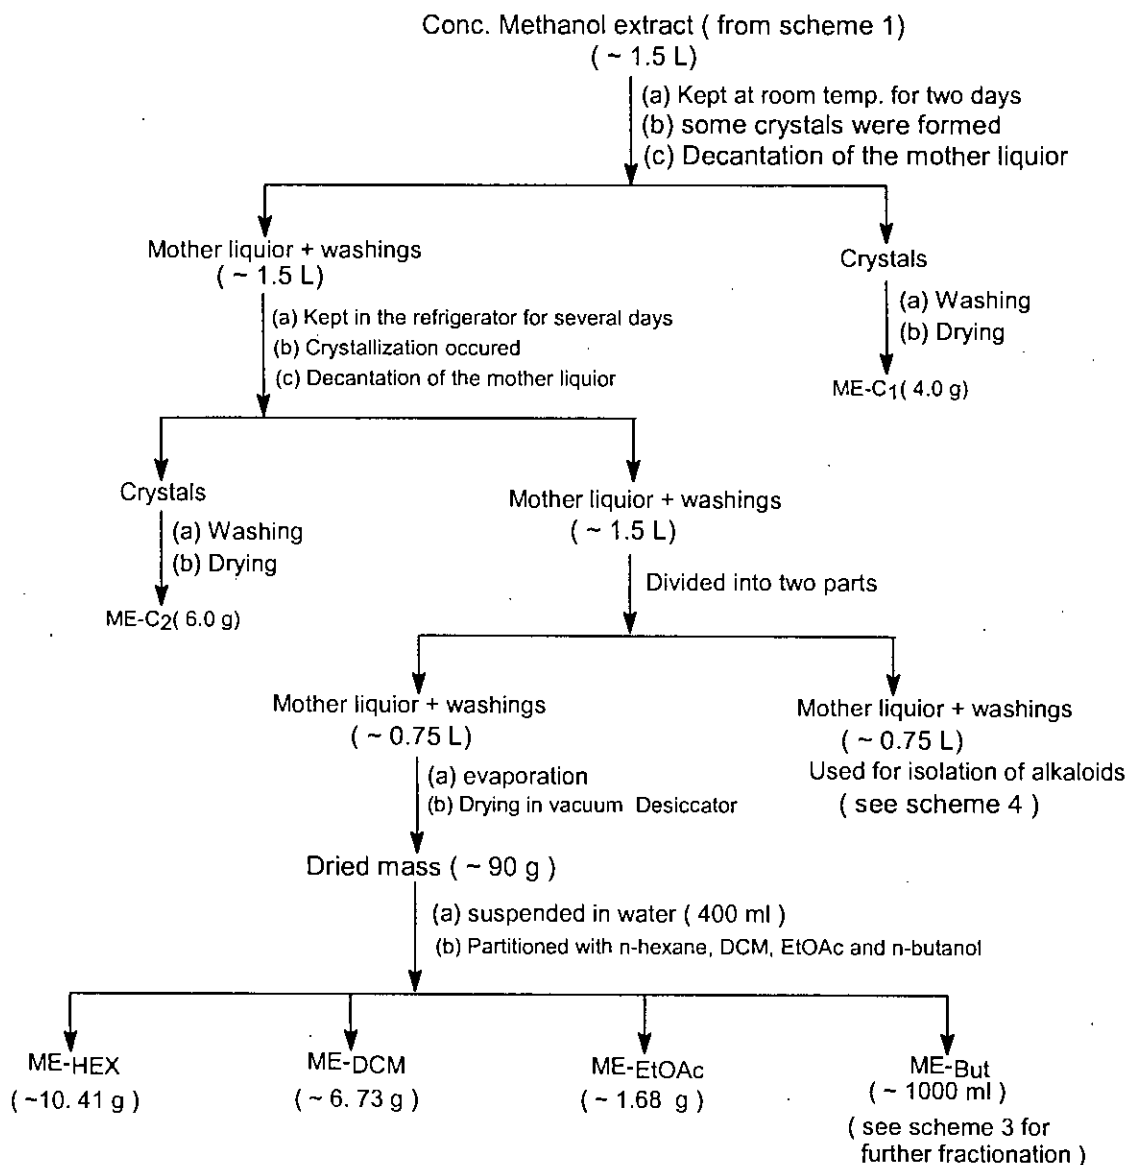 Conc. Methanol extract ( from scheme 1)
( ~ 1.5 L)
(a) Kept at room temp. for two days
(b) some crystals were formed
(c) Decantation of the mother liquior
Mother liquior + washings
( ~ 1.5 L)
Crystals
(a) Washing
(b) Drying
ME-C1( 4.0 g)
(a) Kept in the refrigerator for several days
(b) Crystallization occured
(c) Decantation of the mother liquior
Crystals
(a) Washing
(b) Drying
ME-C2( 6.0 g)
Mother liquior + washings
( ~ 1.5 L)
Divided into two parts
Mother liquior + washings
( ~ 0.75 L)
Mother liquior + washings
( ~ 0.75 L)
Used for isolation of alkaloids
( see scheme 4 )
(a) evaporation
(b) Drying in vacuum Desiccator
Dried mass ( ~ 90 g )
(a) suspended in water ( 400 ml )
(b) Partitioned with n-hexane, DCM, EtOAc and n-butanol
ME-HEX
( ~10. 41 g )
ME-DCM
( ~ 6. 73 g )
ME-EtOAc
( ~ 1.68 g )
ME-But
( ~ 1000 ml )
( see scheme 3 for
further fractionation )